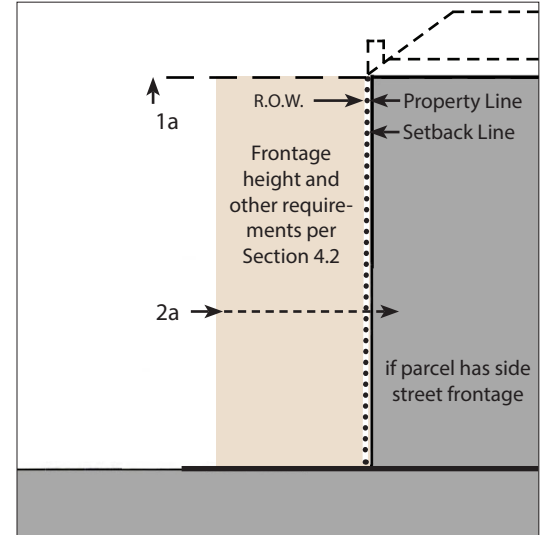 1a
R.O.W.
Property Line
Setback Line
Frontage
height and
other require-
ments per
Section 4.2
2a
if parcel has side
street frontage